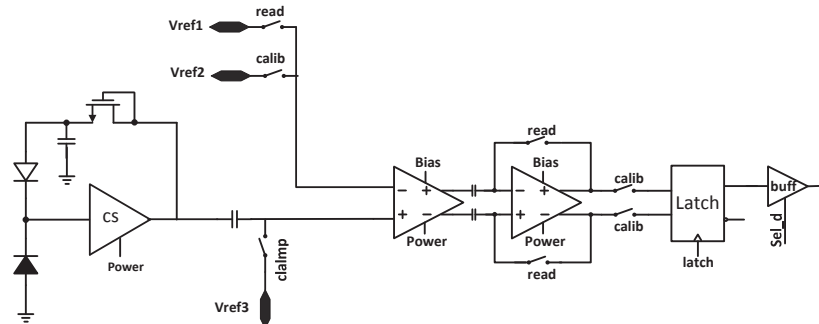 read
Vref1
calib
Vref2
read
Bias
Bias
calib
− +
− +
CS
Latch
buff
+ −
+ −
Power
Power
Power
calib
Sel_d
clalmp
read
latch
Vref3